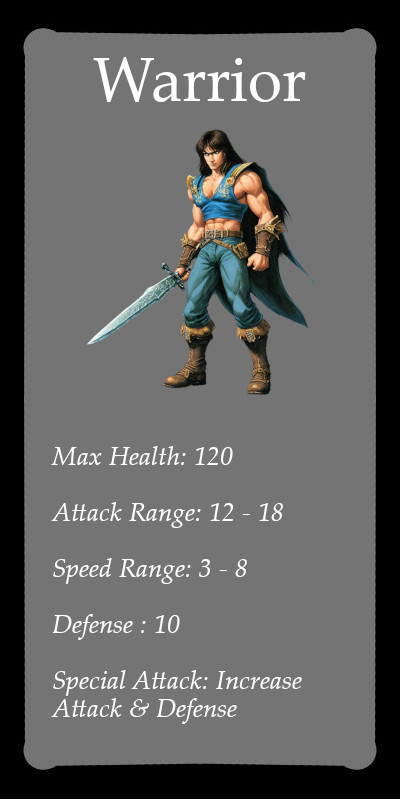 Warrior
Max Health: 120
Attack Range: 12 - 18
Speed Range: 3 - 8
Defense : 10
Special Attack: Increase
Attack & Defense